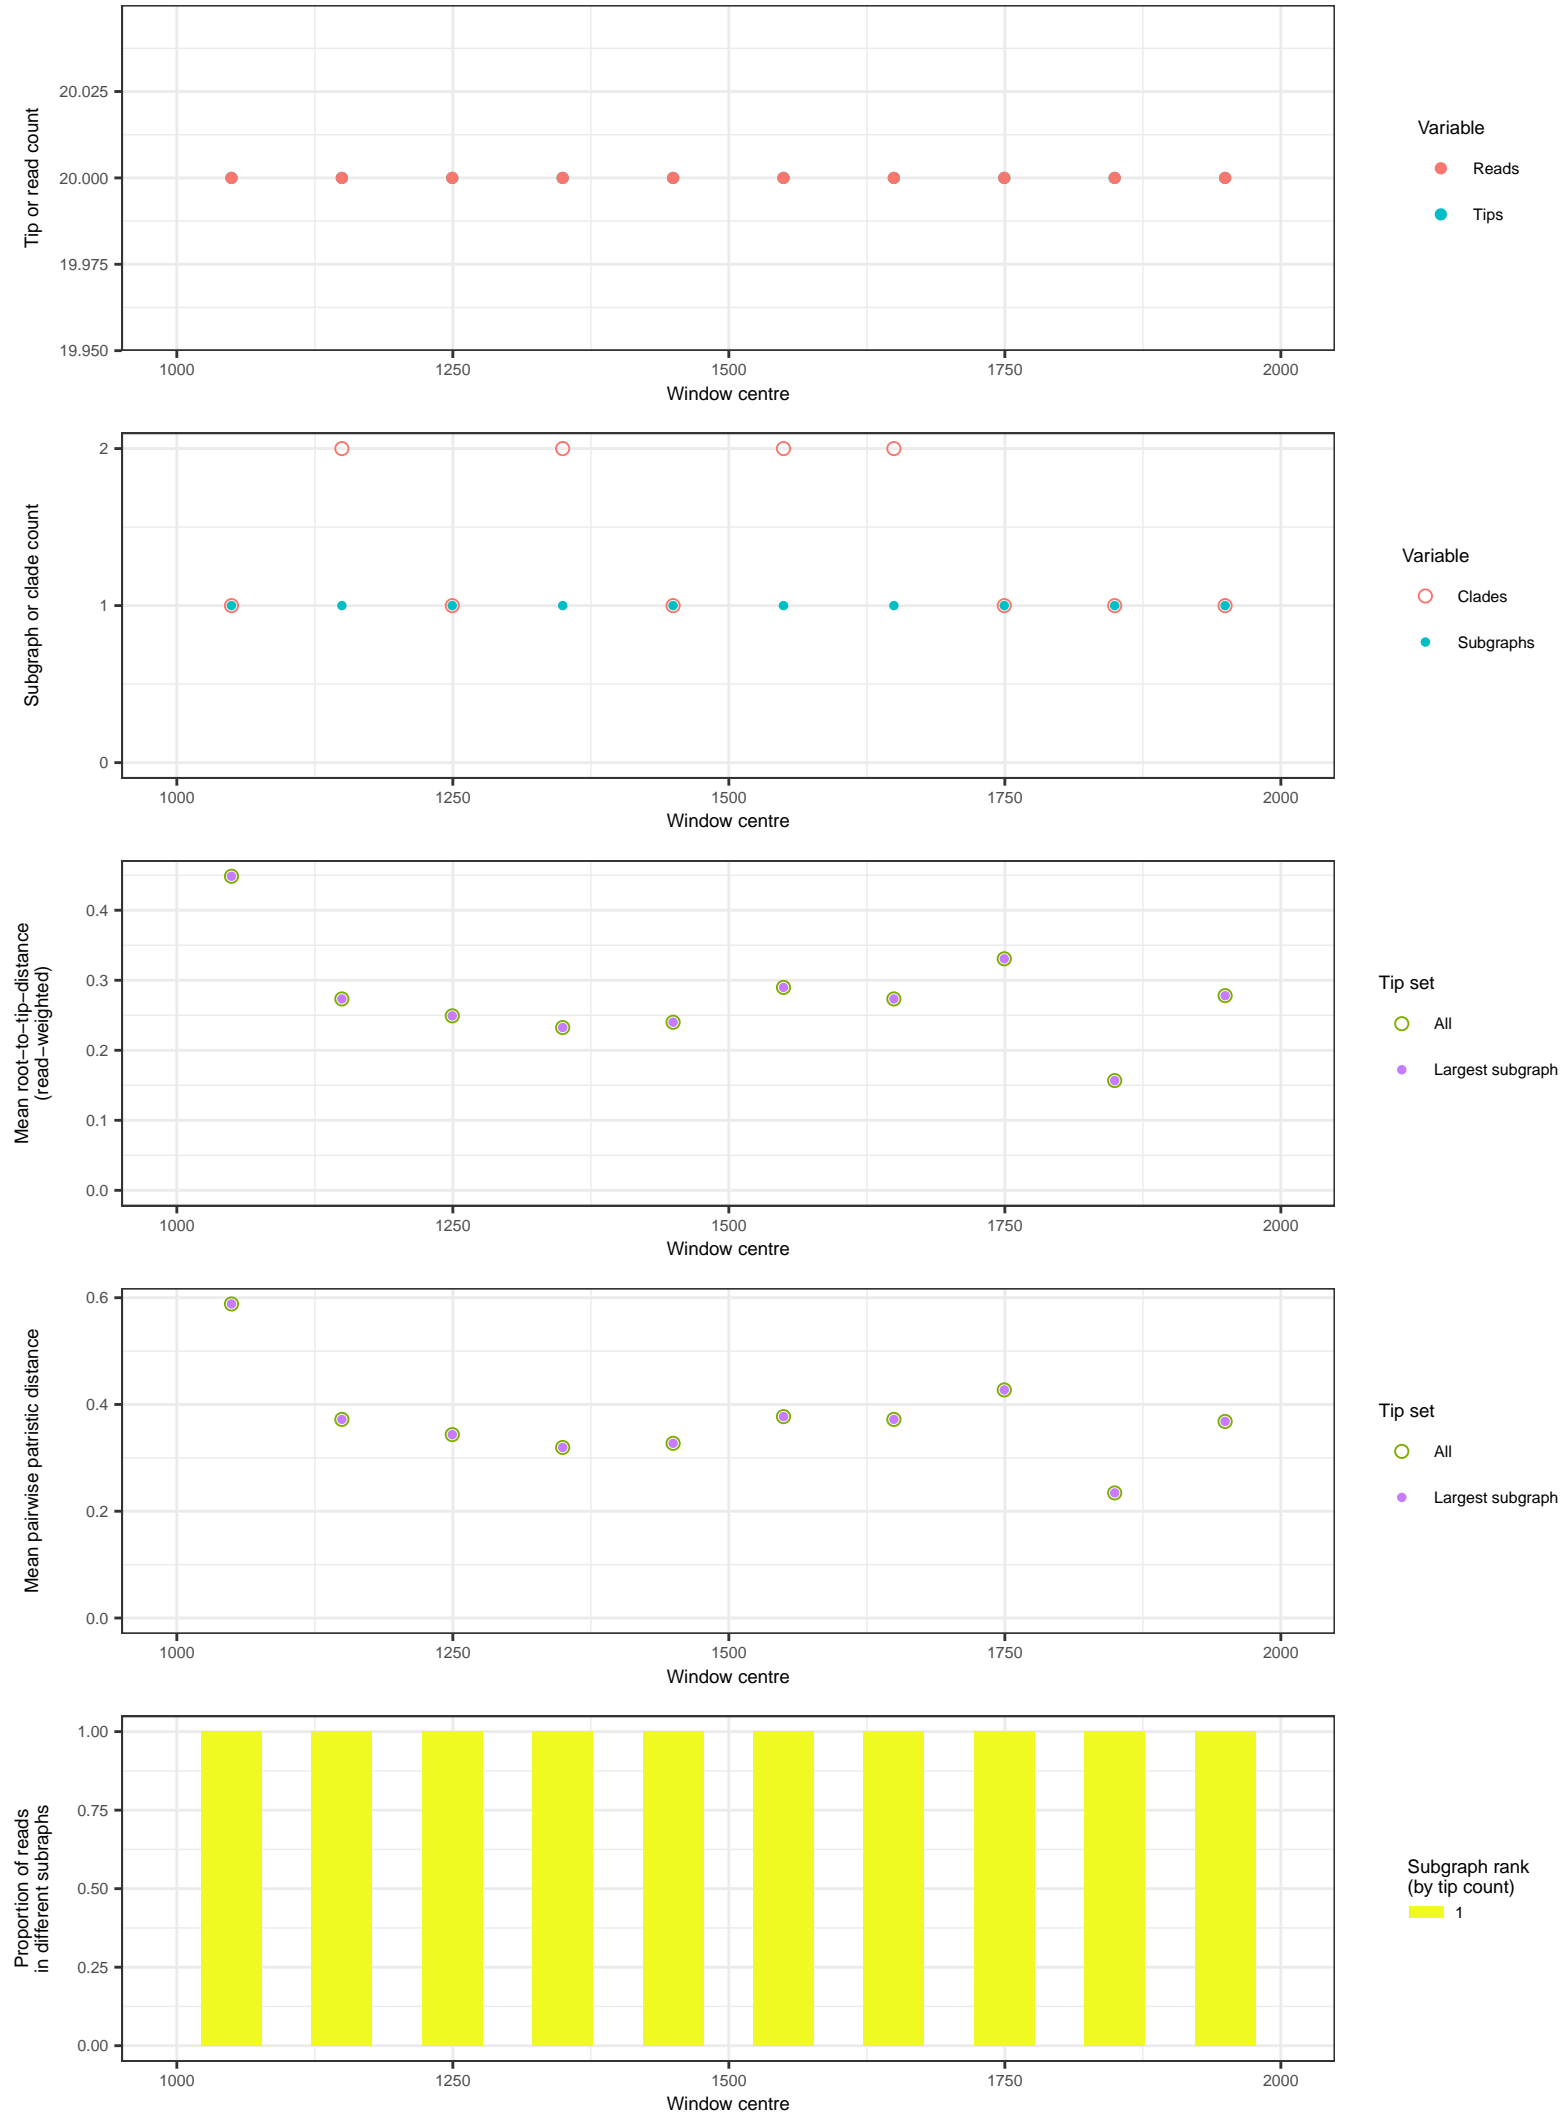 20.025
20.000
19.975
19.950
Tip or read count
1000 1250 1500 1750 2000
Window centre
Variable
Reads
Tips
2
1
0
Subgraph or clade count
1000 1250 1500 1750 2000
Window centre
Variable
Clades
Subgraphs
0.4
0.3
0.2
0.1
0.0
Mean root−to−tip−distance
(read−weighted)
1000 1250 1500 1750 2000
Window centre
Tip set
All
Largest subgraph
0.6
0.4
0.2
0.0
Mean pairwise patristic distance
1000 1250 1500 1750 2000
Window centre
Tip set
All
Largest subgraph
1.00
0.75
0.50
0.25
0.00
Proportion of reads
in different subraphs
1000 1250 1500 1750 2000
Window centre
Subgraph rank
(by tip count)
1